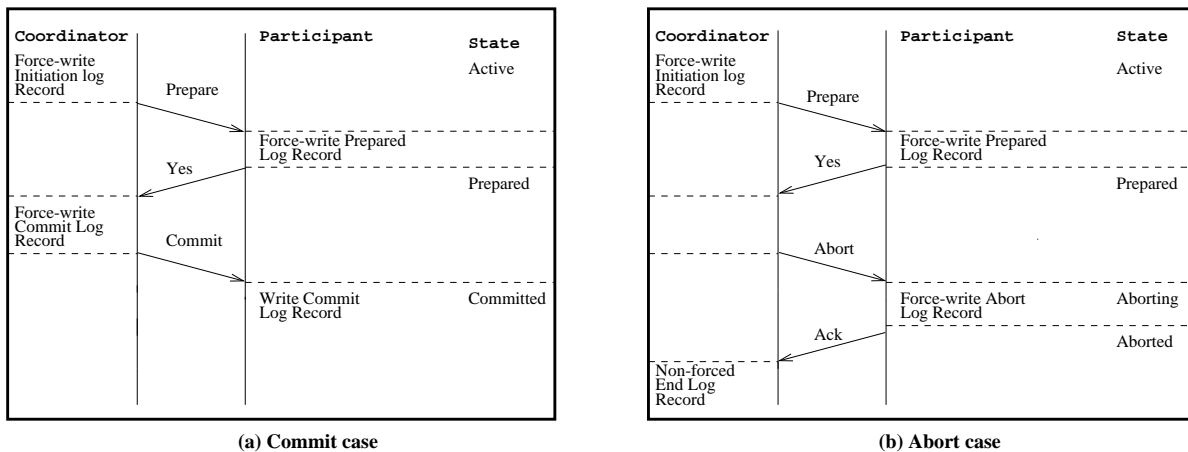 Coordinator
Participant
State
Force-write
Initiation log
Record
Active
Prepare
Force-write Prepared
Log Record
Yes
Prepared
Force-write
Commit Log
Record
Commit
Write Commit
Log Record
Committed
(a) Commit case
Coordinator
Participant
State
Force-write
Initiation log
Record
Active
Prepare
Force-write Prepared
Log Record
Yes
Prepared
Abort
Force-write Abort
Log Record
Aborting
Ack
Aborted
Non-forced
End Log
Record
(b) Abort case